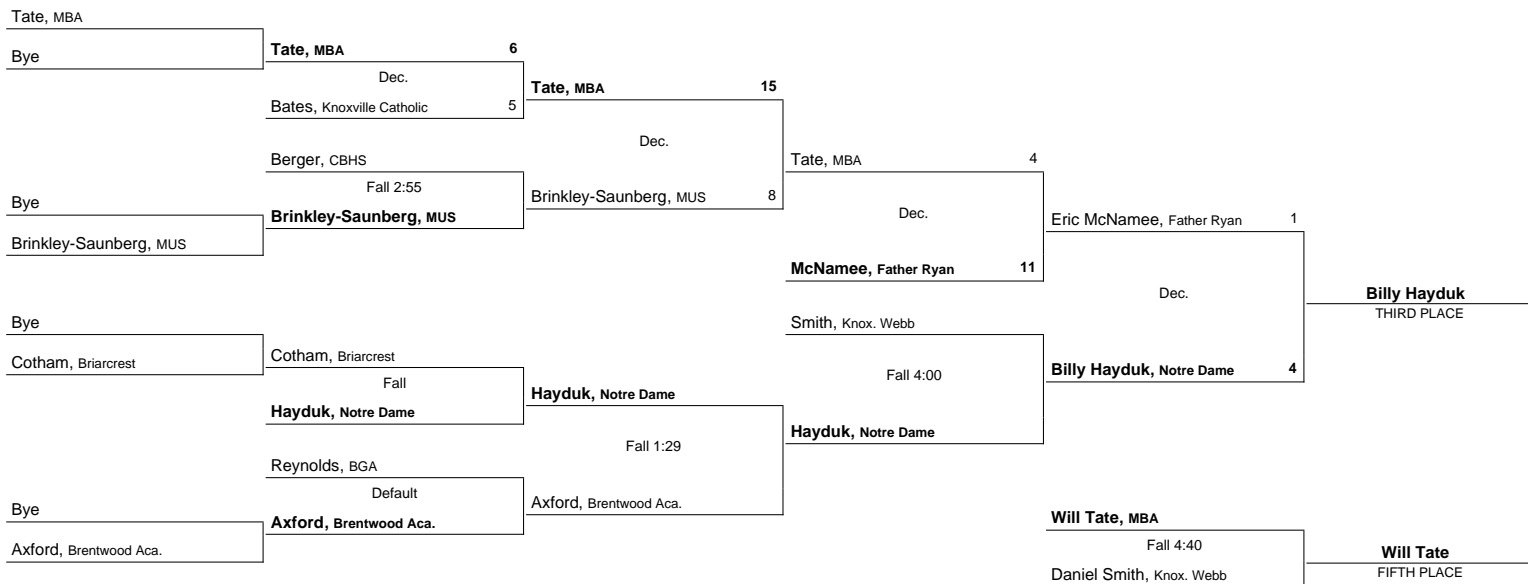 Tate, MBA
Bye
Bye
Brinkley-Saunberg, MUS
Bye
Cotham, Briarcrest
Bye
Axford, Brentwood Aca.
Tate, MBA 6
Dec.
Bates, Knoxville Catholic 5
Berger, CBHS
Fall 2:55
Brinkley-Saunberg, MUS
Cotham, Briarcrest
Fall
Hayduk, Notre Dame
Reynolds, BGA
Default
Axford, Brentwood Aca.
Tate, MBA 15
Dec.
Brinkley-Saunberg, MUS 8
Hayduk, Notre Dame
Fall 1:29
Axford, Brentwood Aca.
Tate, MBA 4
Dec.
McNamee, Father Ryan 11
Smith, Knox. Webb
Fall 4:00
Hayduk, Notre Dame
Eric McNamee, Father Ryan 1
Dec.
Billy Hayduk, Notre Dame 4
Billy Hayduk
THIRD PLACE
Will Tate, MBA
Fall 4:40
Daniel Smith, Knox. Webb
Will Tate
FIFTH PLACE